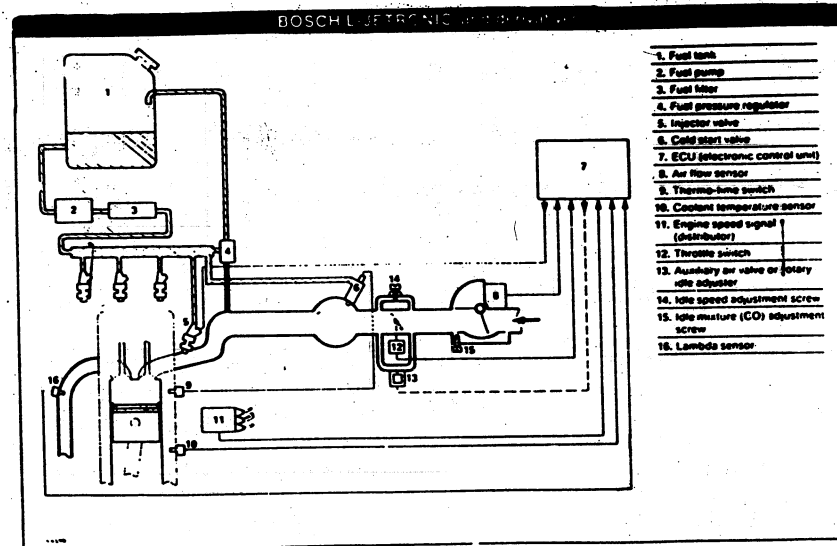 BOSCH L-JETRONIC and derivatives
1. Fuel tank
2. Fuel pump
3. Fuel filter
4. Fuel pressure regulator
5. Injector valve
6. Cold start valve
7. ECU (electronic control unit)
8. Air flow sensor
9. Thermo-time switch
10. Coolant temperature sensor
11. Engine speed signal
(distributor)
12. Throttle switch
13. Auxiliary air valve or rotary
idle adjuster
14. Idle speed adjustment screw
15. Idle mixture (CO) adjustment
screw
16. Lambda sensor
1
7
2
3
4
6
14
8
5
12
15
13
16
9
11
10